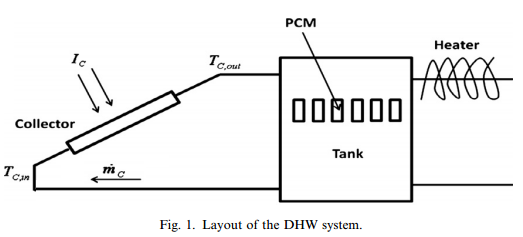 PCM
Heater
I_C
T_C,out
Collector
Tank
T_C,in
ṁ_C
Fig. 1. Layout of the DHW system.